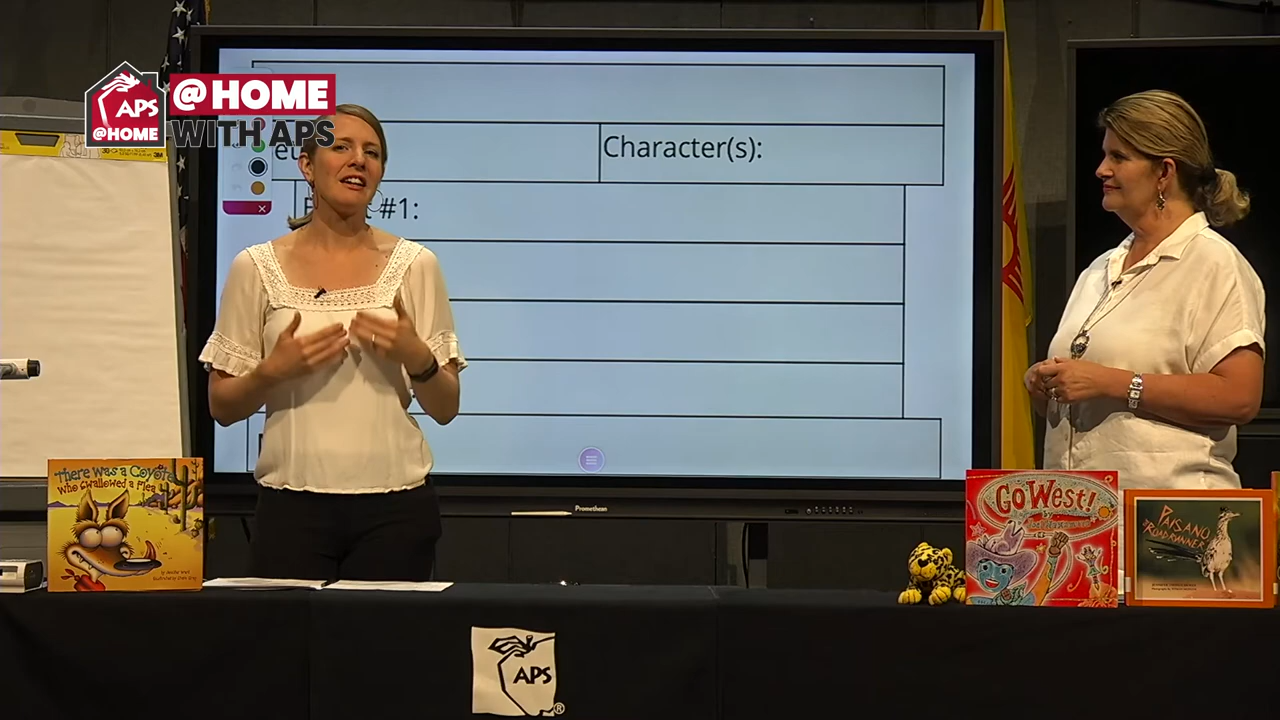 APS
@HOME
@HOME
WITH APS
Character(s):
#1:
Promethean
There was a Coyote
Who Swallowed a Flea
Go West!
PAISANO
ROADRUNNER
APS
®